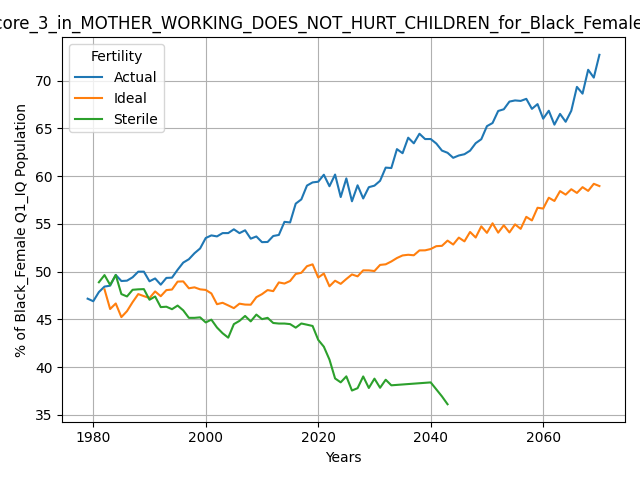 core_3_in_MOTHER_WORKING_DOES_NOT_HURT_CHILDREN_for_Black_Female
Fertility
Actual
Ideal
Sterile
% of Black_Female Q1_IQ Population
70
65
60
55
50
45
40
35
1980
2000
2020
2040
2060
Years